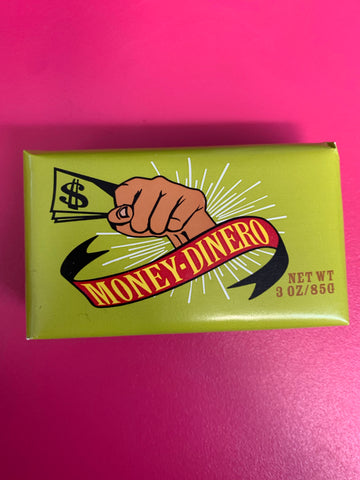 $
MONEY-DINERO
NET WT
3 OZ/85G